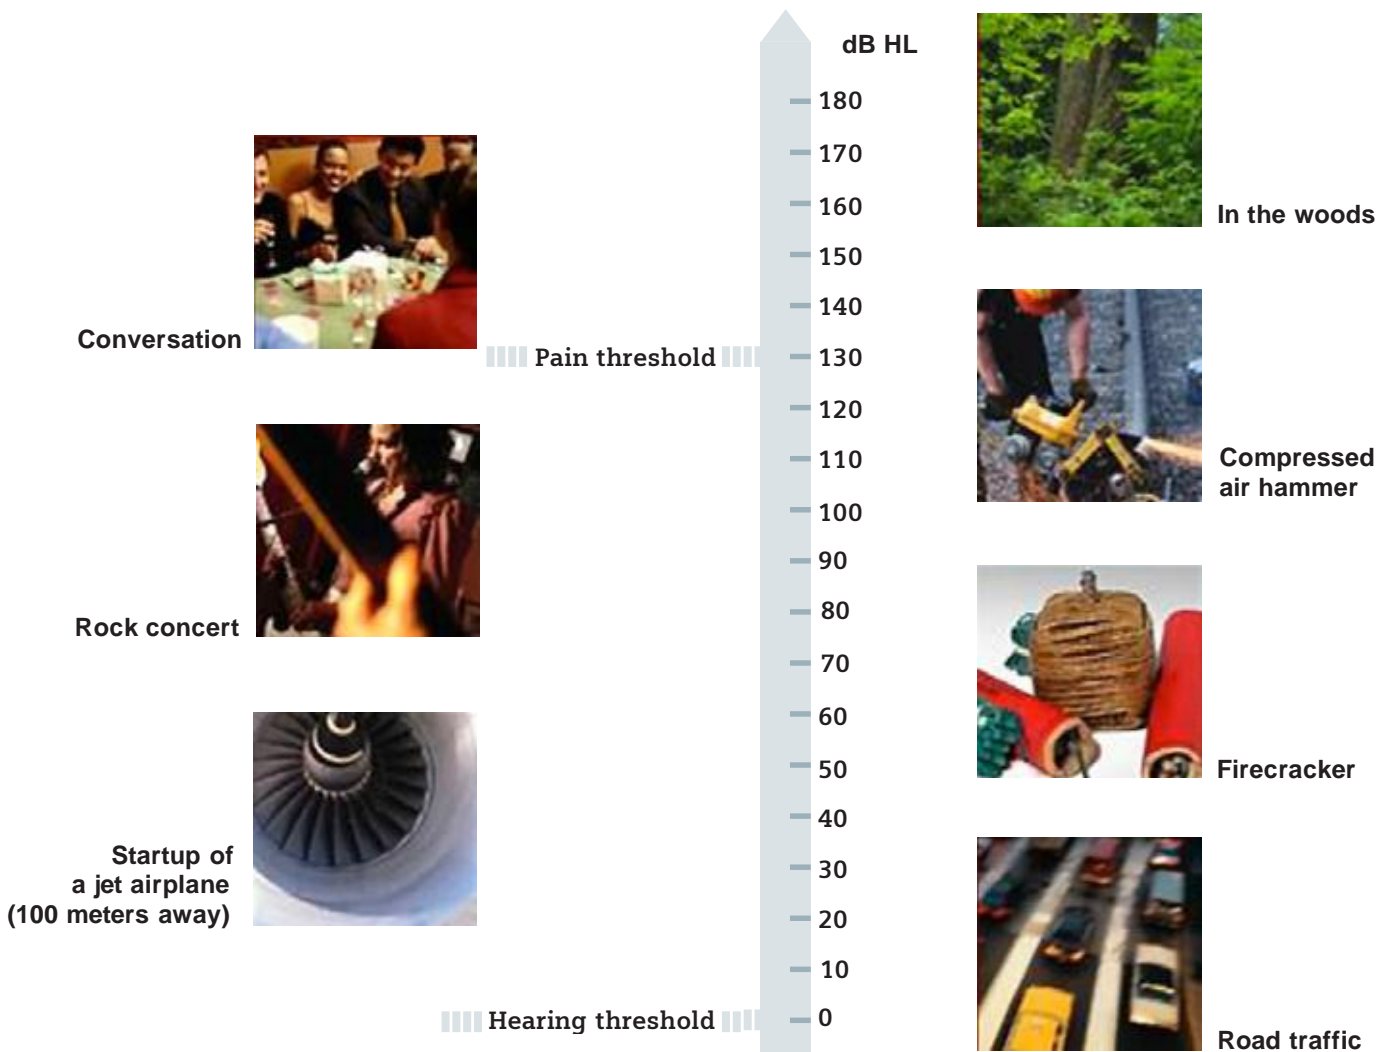 dB HL
180
170
160
150
140
130
120
110
100
90
80
70
60
50
40
30
20
10
0
Pain threshold
Hearing threshold
Conversation
Rock concert
Startup of
a jet airplane
(100 meters away)
In the woods
Compressed
air hammer
Firecracker
Road traffic